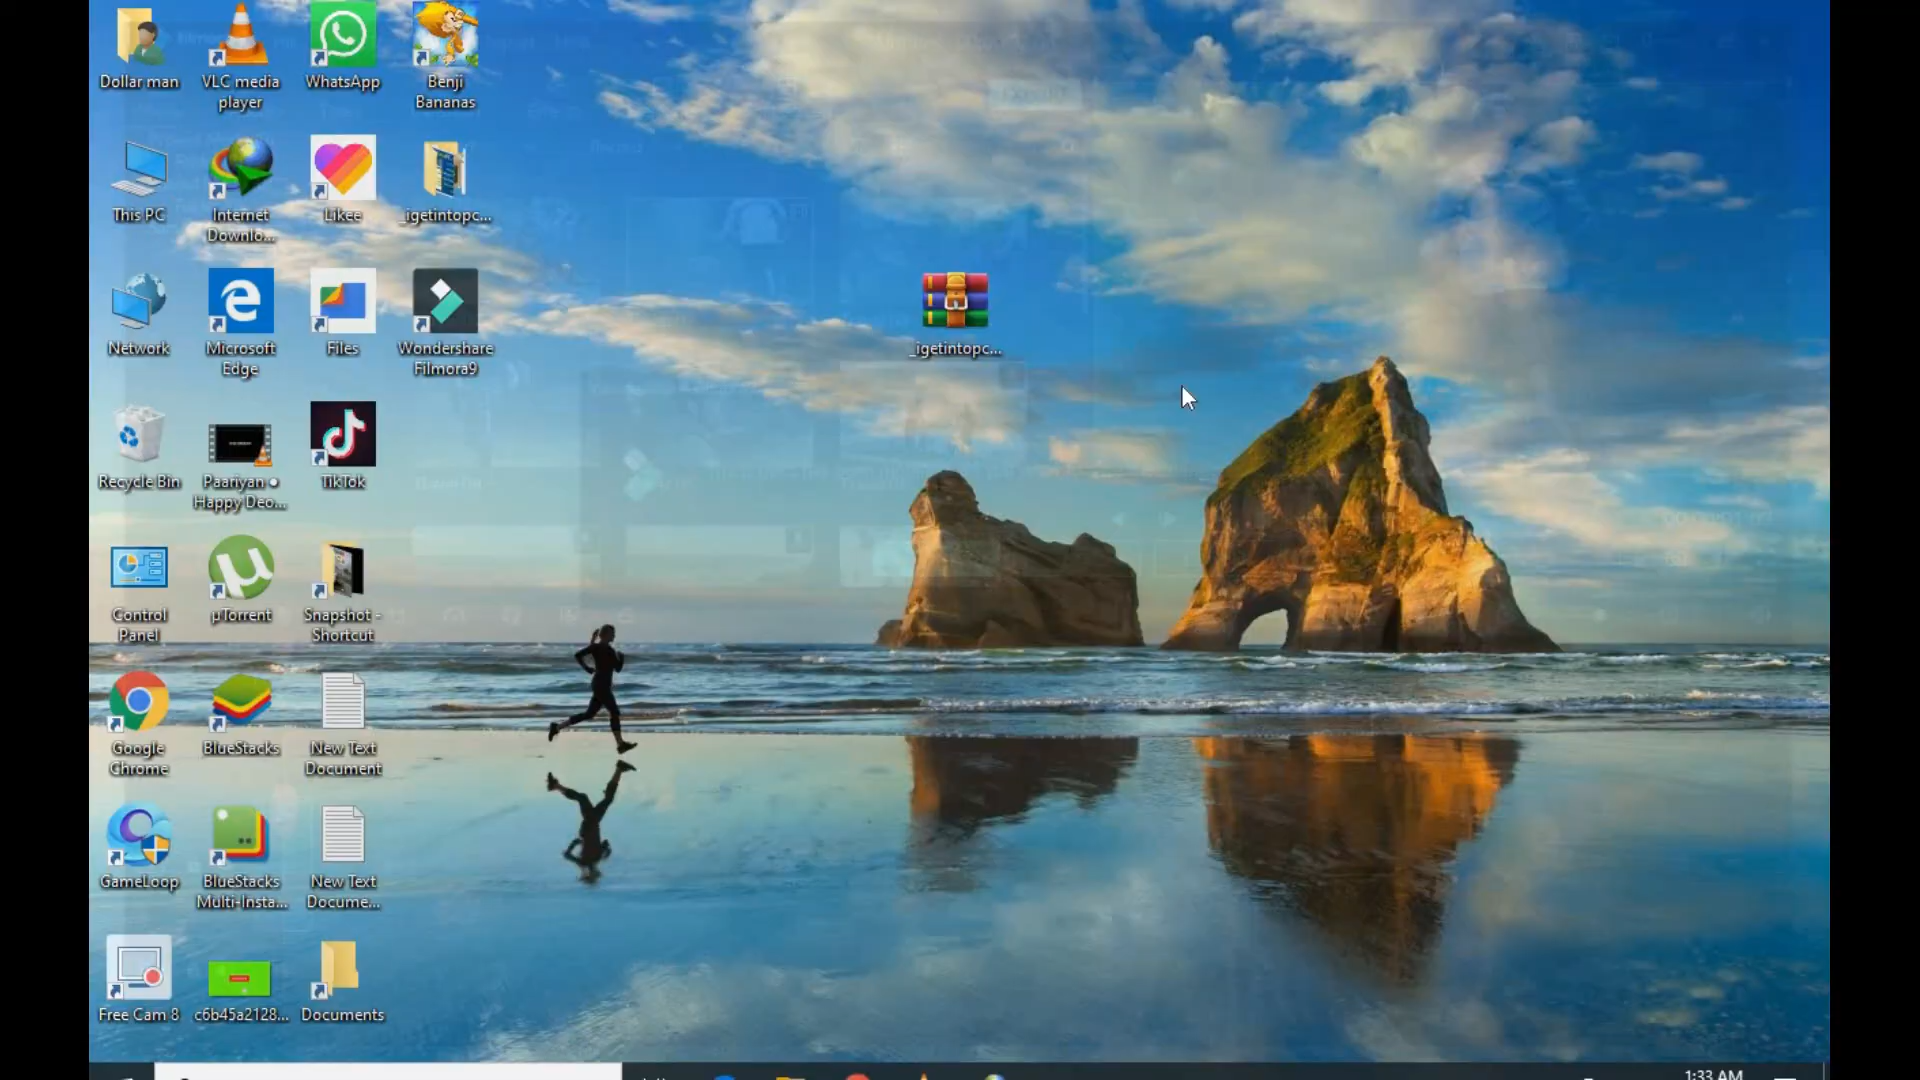 Dollar man
VLC media
player
WhatsApp
Benji
Bananas
This PC
Internet
Downlo...
Likee
_igetintopc...
Network
Microsoft
Edge
Files
Wondershare
Filmora9
_igetintopc...
Recycle Bin
Paariyan ●
Happy Deo...
TikTok
Control
Panel
µTorrent
Snapshot -
Shortcut
Google
Chrome
BlueStacks
New Text
Document
GameLoop
BlueStacks
Multi-Insta...
New Text
Docume...
Free Cam 8
c6b45a2128...
Documents
1:33 AM